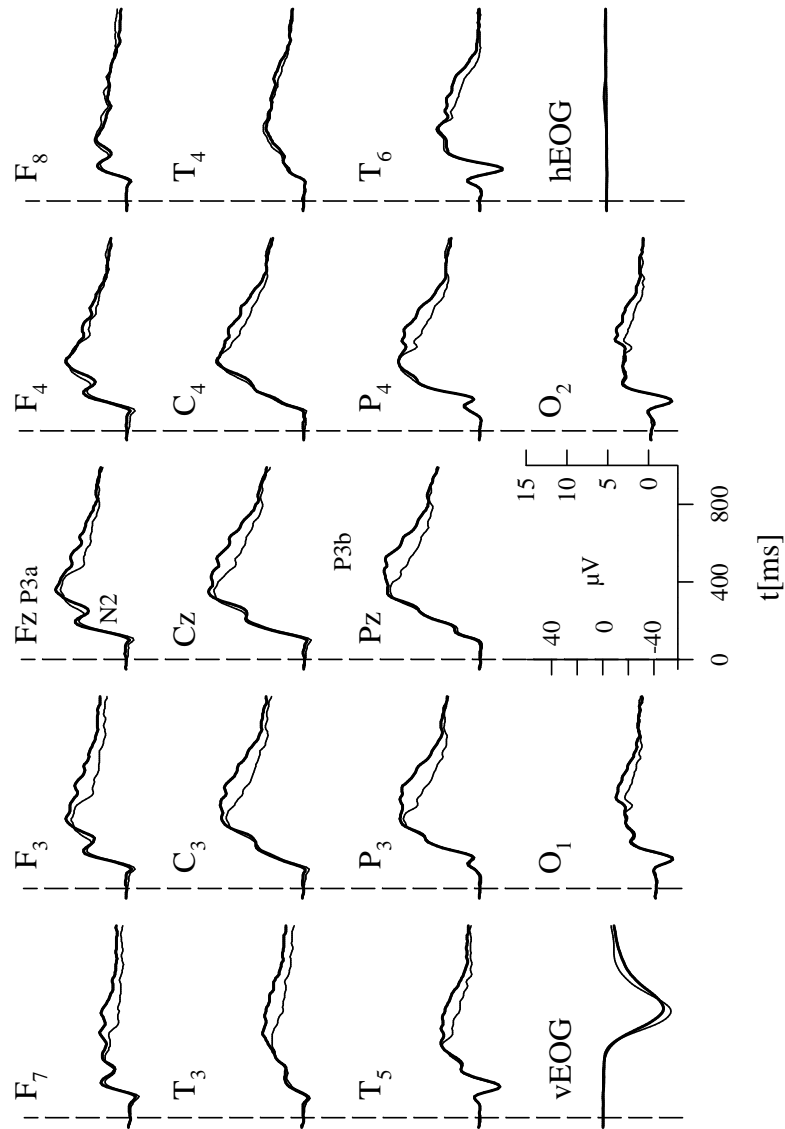 F7 F3 Fz P3a F4 F8
N2
T3 C3 Cz C4 T4
P3b
T5 P3 Pz P4 T6
vEOG O1 O2 hEOG
15
40
10
µV
0 5
-40 0
0 400 800
t[ms]